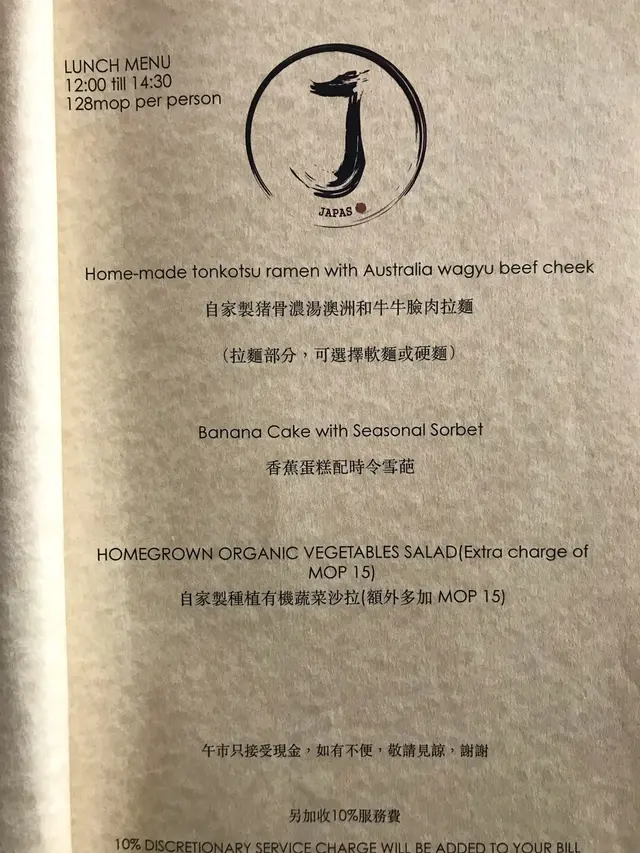 LUNCH MENU
12:00 till 14:30
128mop per person
J
JAPAS
Home-made tonkotsu ramen with Australia wagyu beef cheek
自家製猪骨濃湯澳洲和牛牛臉肉拉麵
（拉麵部分，可選擇軟麵或硬麵）
Banana Cake with Seasonal Sorbet
香蕉蛋糕配時令雪葩
HOMEGROWN ORGANIC VEGETABLES SALAD(Extra charge of
MOP 15)
自家製種植有機蔬菜沙拉(額外多加 MOP 15)
午市只接受現金，如有不便，敬請見諒，謝謝
另加收10%服務費
10% DISCRETIONARY SERVICE CHARGE WILL BE ADDED TO YOUR BILL